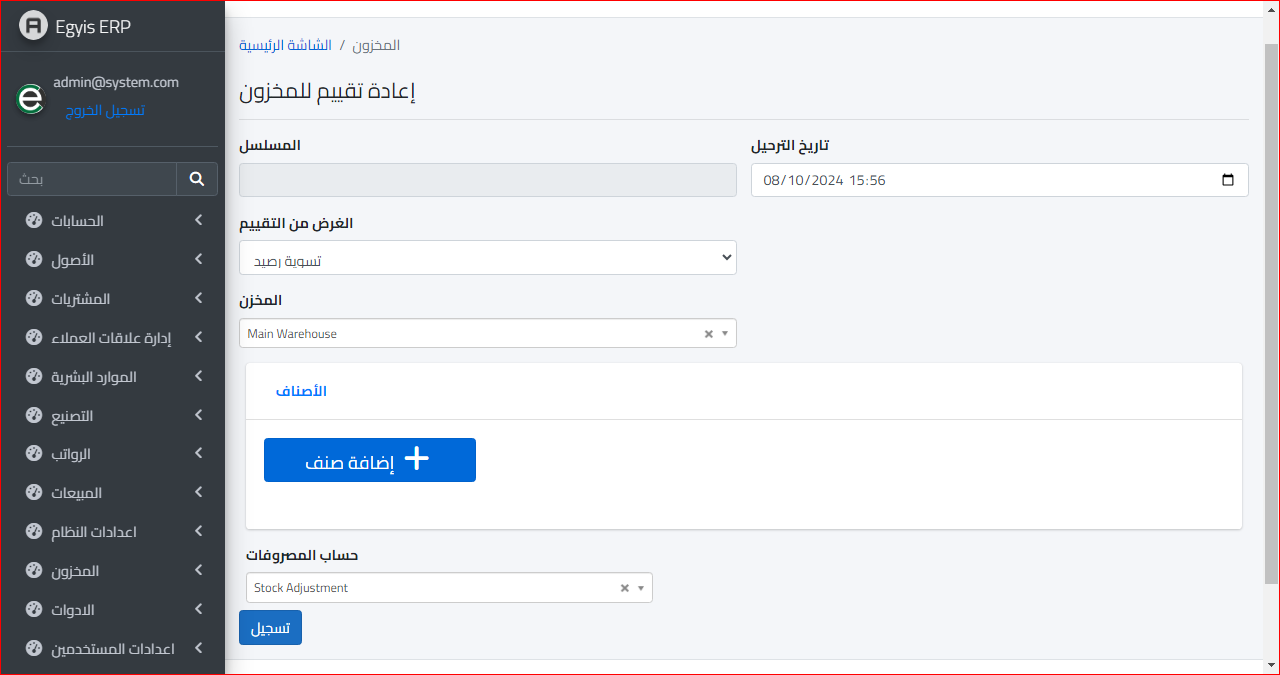 Egyis ERP
admin@system.com
تسجيل الخروج
بحث
الحسابات
الأصول
المشتريات
إدارة علاقات العملاء
الموارد البشرية
التصنيع
الرواتب
المبيعات
اعدادات النظام
المخزون
الادوات
اعدادات المستخدمين
الشاشة الرئيسية / المخزون
إعادة تقييم للمخزون
المسلسل
تاريخ الترحيل
08/10/2024 15:56
الغرض من التقييم
تسوية رصيد
المخزن
Main Warehouse
الأصناف
إضافة صنف
حساب المصروفات
Stock Adjustment
تسجيل